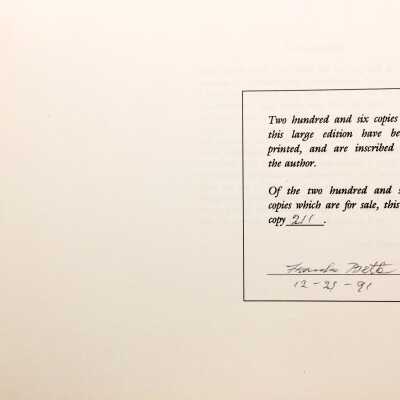 Two hundred and six copies
this large edition have be
printed, and are inscribed
the author.
Of the two hundred and s
copies which are for sale, this
copy 211.
12-23-91